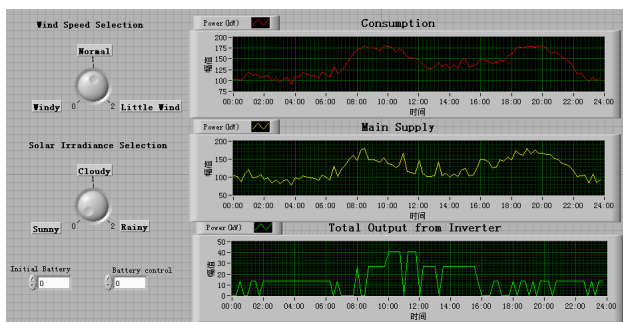 Wind Speed Selection
Normal
1
Windy 0 2 Little Wind
Solar Irradiance Selection
Cloudy
1
Sunny 0 2 Rainy
Initial Battery
0
Battery control
0
Power (kW)
Consumption
幅值
200
175
150
125
100
75
00:00 02:00 04:00 06:00 08:00 10:00 12:00 14:00 16:00 18:00 20:00 22:00 24:00
时间
Power (kW)
Main Supply
幅值
200
150
100
50
00:00 02:00 04:00 06:00 08:00 10:00 12:00 14:00 16:00 18:00 20:00 22:00 24:00
时间
Power (kW)
Total Output from Inverter
幅值
50
40
30
20
10
0
00:00 02:00 04:00 06:00 08:00 10:00 12:00 14:00 16:00 18:00 20:00 22:00 24:00
时间